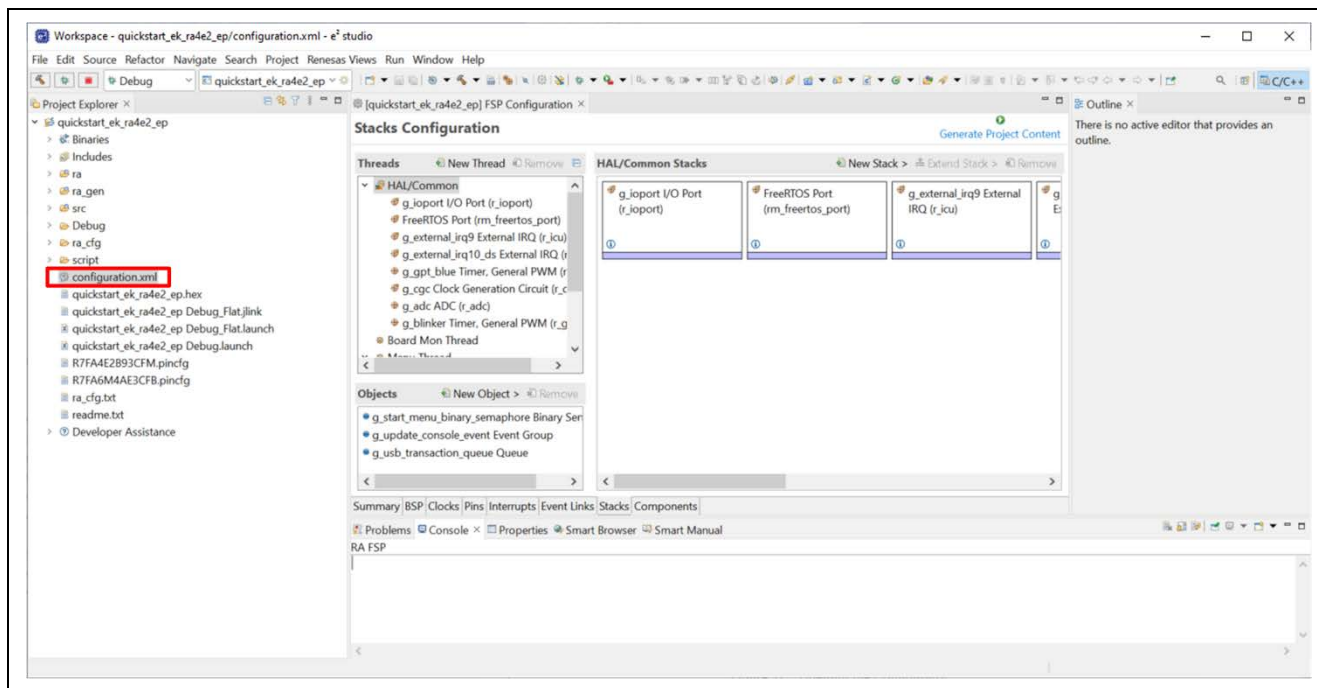 Workspace - quickstart_ek_ra4e2_ep/configuration.xml - e² studio
File Edit Source Refactor Navigate Search Project Renesas Views Run Window Help
Debug
quickstart_ek_ra4e2_ep
C/C++
Project Explorer
quickstart_ek_ra4e2_ep
Binaries
Includes
ra
ra_gen
src
Debug
ra_cfg
script
configuration.xml
quickstart_ek_ra4e2_ep.hex
quickstart_ek_ra4e2_ep Debug_Flat.jlink
quickstart_ek_ra4e2_ep Debug_Flat.launch
quickstart_ek_ra4e2_ep Debug.launch
R7FA4E2B93CFM.pincfg
R7FA6M4AE3CFB.pincfg
ra_cfg.txt
readme.txt
Developer Assistance
[quickstart_ek_ra4e2_ep] FSP Configuration
Stacks Configuration
Generate Project Content
Threads
New Thread
Remove
HAL/Common
g_ioport I/O Port (r_ioport)
FreeRTOS Port (rm_freertos_port)
g_external_irq9 External IRQ (r_icu)
g_external_irq10_ds External IRQ (r
g_gpt_blue Timer, General PWM (r
g_cgc Clock Generation Circuit (r_c
g_adc ADC (r_adc)
g_blinker Timer, General PWM (r_g
Board Mon Thread
Menu Thread
Objects
New Object >
Remove
g_start_menu_binary_semaphore Binary Sem
g_update_console_event Event Group
g_usb_transaction_queue Queue
HAL/Common Stacks
New Stack >
Extend Stack >
Remove
g_ioport I/O Port
(r_ioport)
FreeRTOS Port
(rm_freertos_port)
g_external_irq9 External
IRQ (r_icu)
g
E
Summary BSP Clocks Pins Interrupts Event Links Stacks Components
Problems Console Properties Smart Browser Smart Manual
RA FSP
Outline
There is no active editor that provides an
outline.